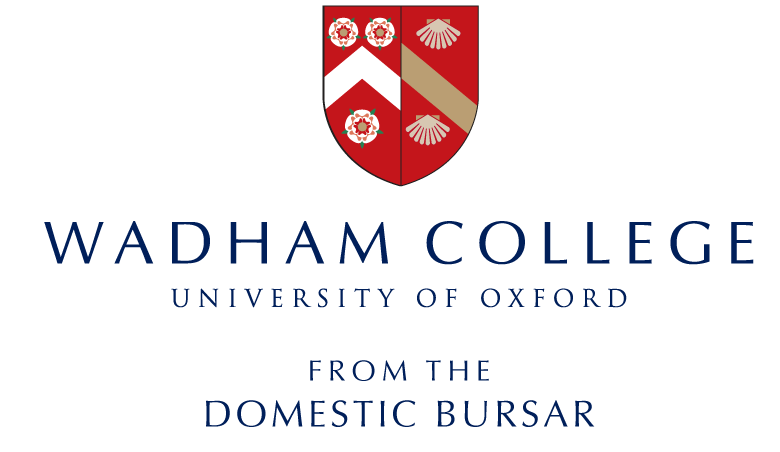 WADHAM COLLEGE
UNIVERSITY OF OXFORD
FROM THE
DOMESTIC BURSAR